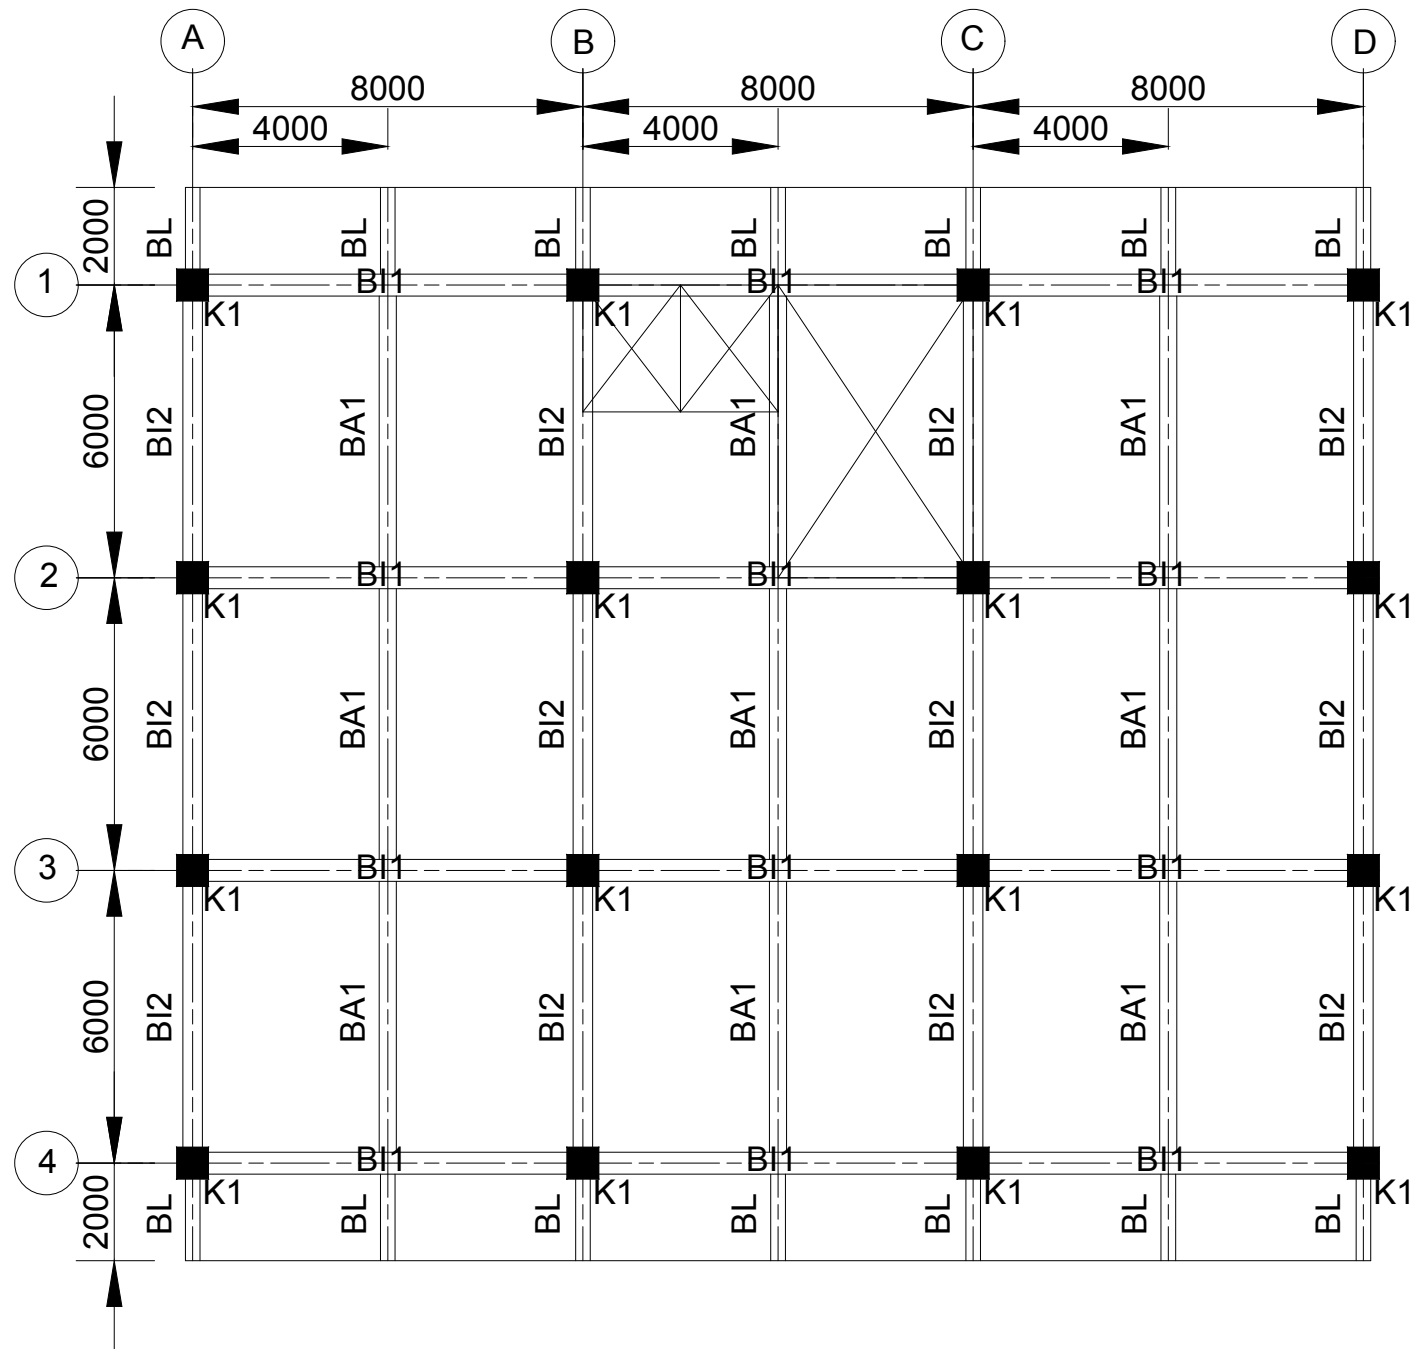 A B C D
8000 8000 8000
4000 4000 4000
2000 BL BL BL BL BL BL BL
1 BI1 BI1 BI1
K1 K1 K1 K1
6000 BI2 BA1 BI2 BA1 BI2 BA1 BI2
2 BI1 BI1 BI1
K1 K1 K1 K1
6000 BI2 BA1 BI2 BA1 BI2 BA1 BI2
3 BI1 BI1 BI1
K1 K1 K1 K1
6000 BI2 BA1 BI2 BA1 BI2 BA1 BI2
4 BI1 BI1 BI1
K1 K1 K1 K1
2000 BL BL BL BL BL BL BL